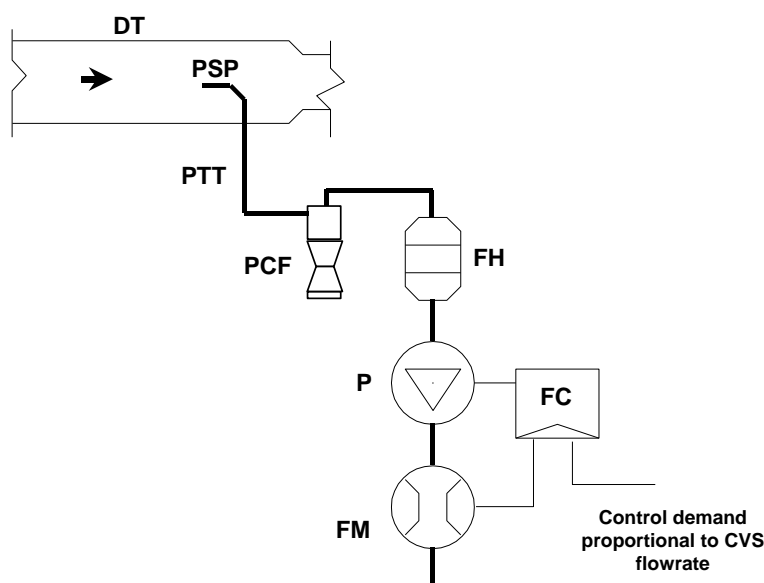 DT
PSP
PTT
PCF
FH
P
FC
FM
Control demand
proportional to CVS
flowrate